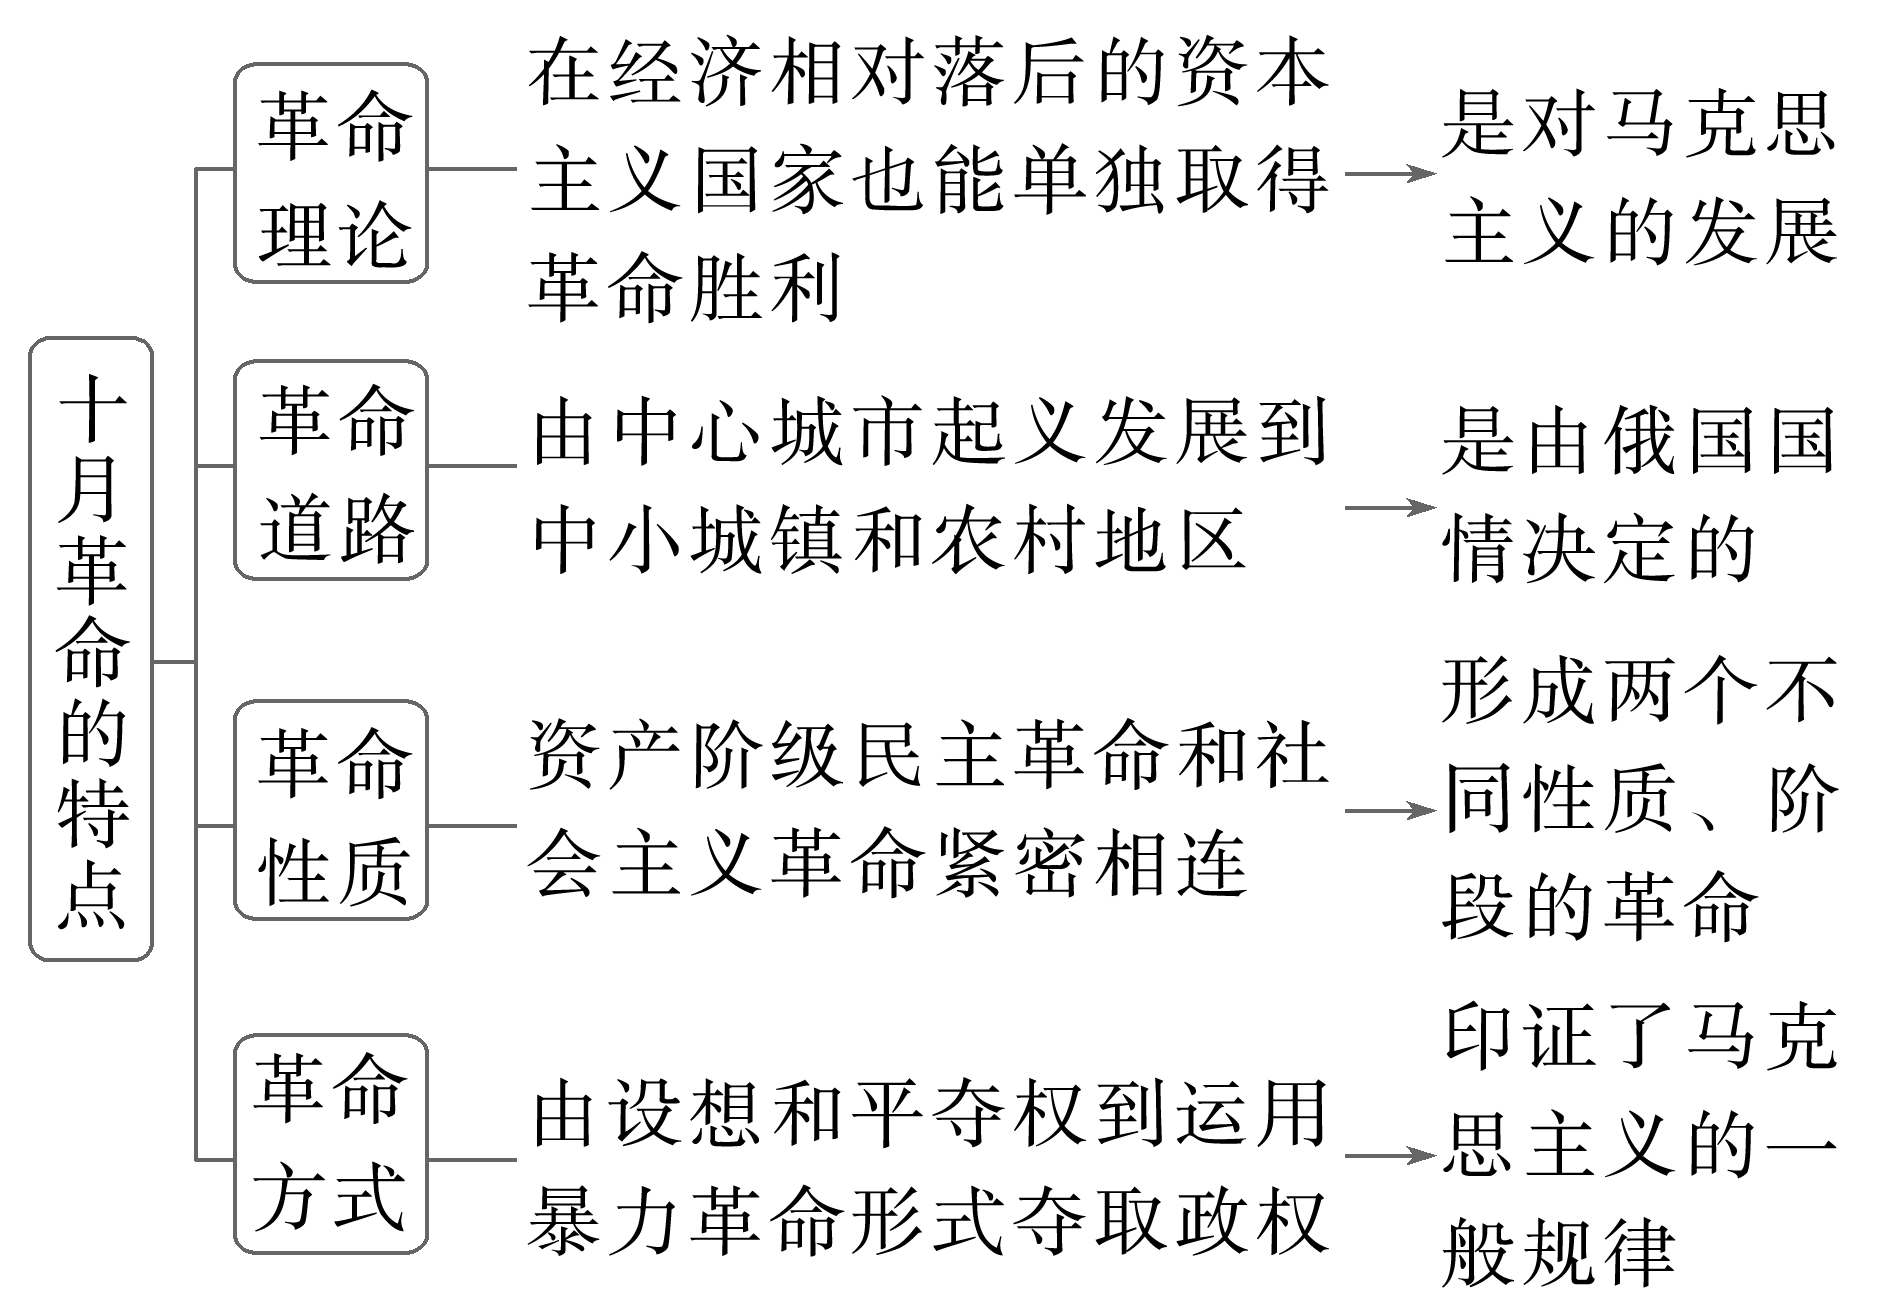 十月革命的特点
革命
理论
在经济相对落后的资本
主义国家也能单独取得
革命胜利
是对马克思
主义的发展
革命
道路
由中心城市起义发展到
中小城镇和农村地区
是由俄国国
情决定的
革命
性质
资产阶级民主革命和社
会主义革命紧密相连
形成两个不
同性质、阶
段的革命
革命
方式
由设想和平夺权到运用
暴力革命形式夺取政权
印证了马克
思主义的一
般规律